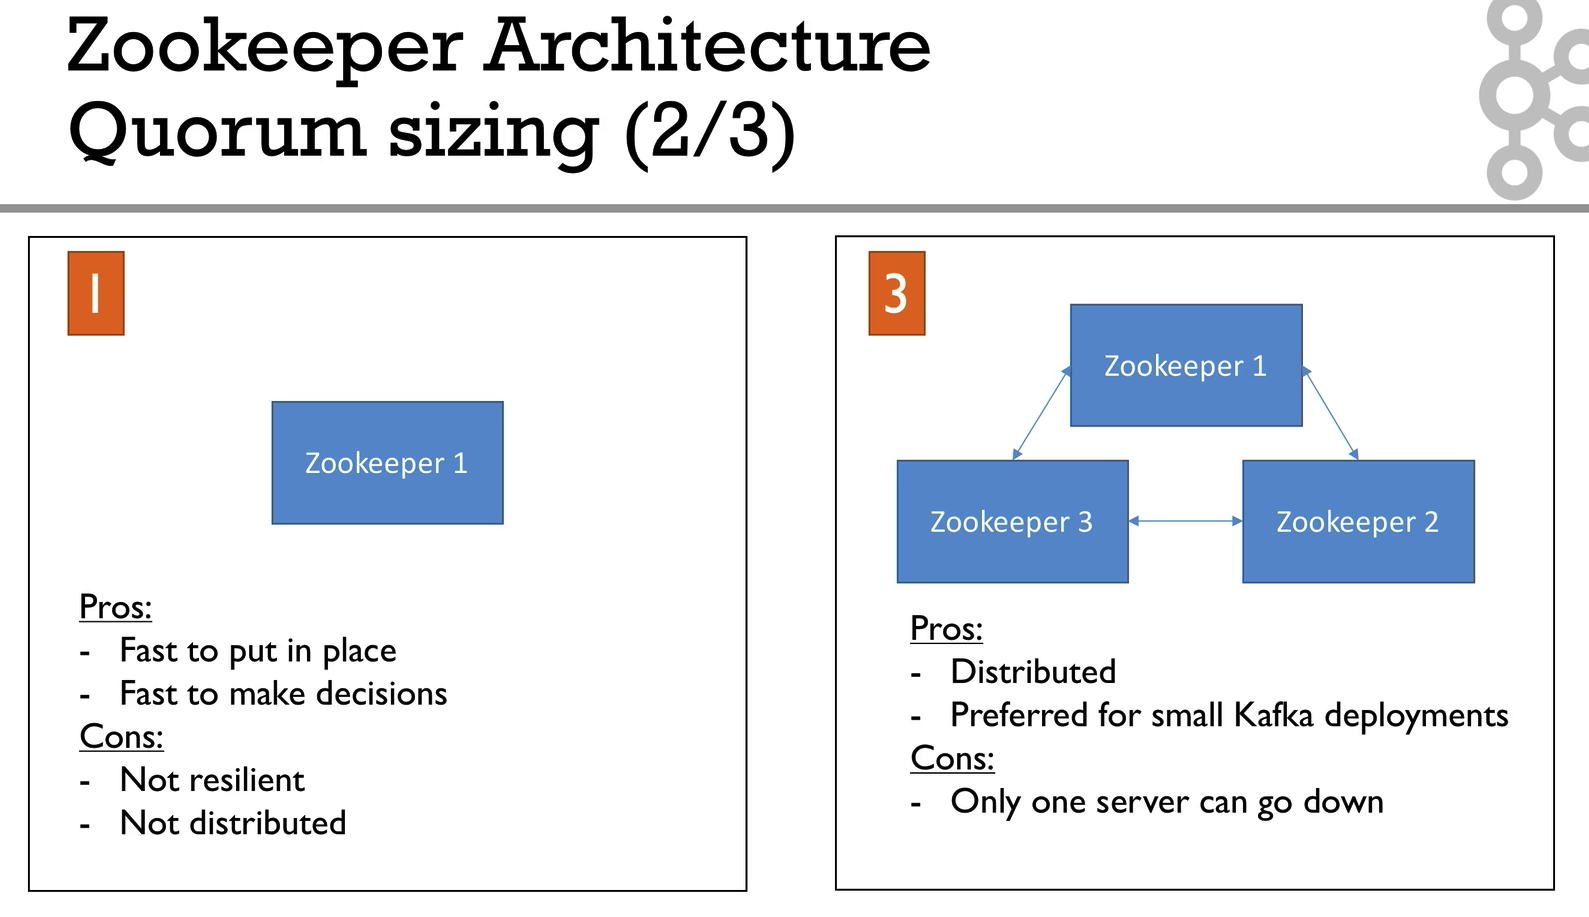 Zookeeper Architecture
Quorum sizing (2/3)
1
Zookeeper 1
Pros:
- Fast to put in place
- Fast to make decisions
Cons:
- Not resilient
- Not distributed
3
Zookeeper 1
Zookeeper 3
Zookeeper 2
Pros:
- Distributed
- Preferred for small Kafka deployments
Cons:
- Only one server can go down